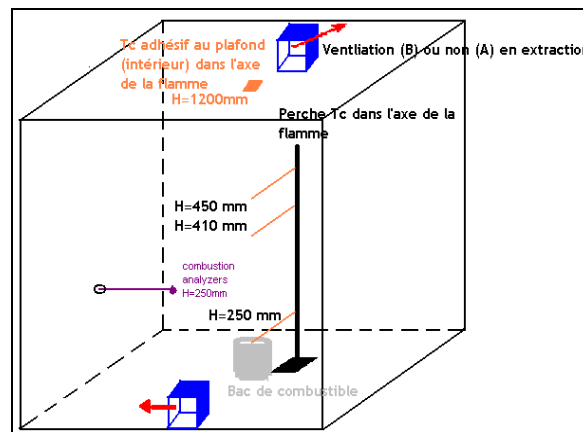 Tc adhésif au plafond
(intérieur) dans l'axe
de la flamme
H=1200mm
Ventliation (B) ou non (A) en extraction
Perche Tc dans l'axe de la
flamme
H=450 mm
H=410 mm
combustion
analyzers
H=250mm
H=250 mm
Bac de combustible